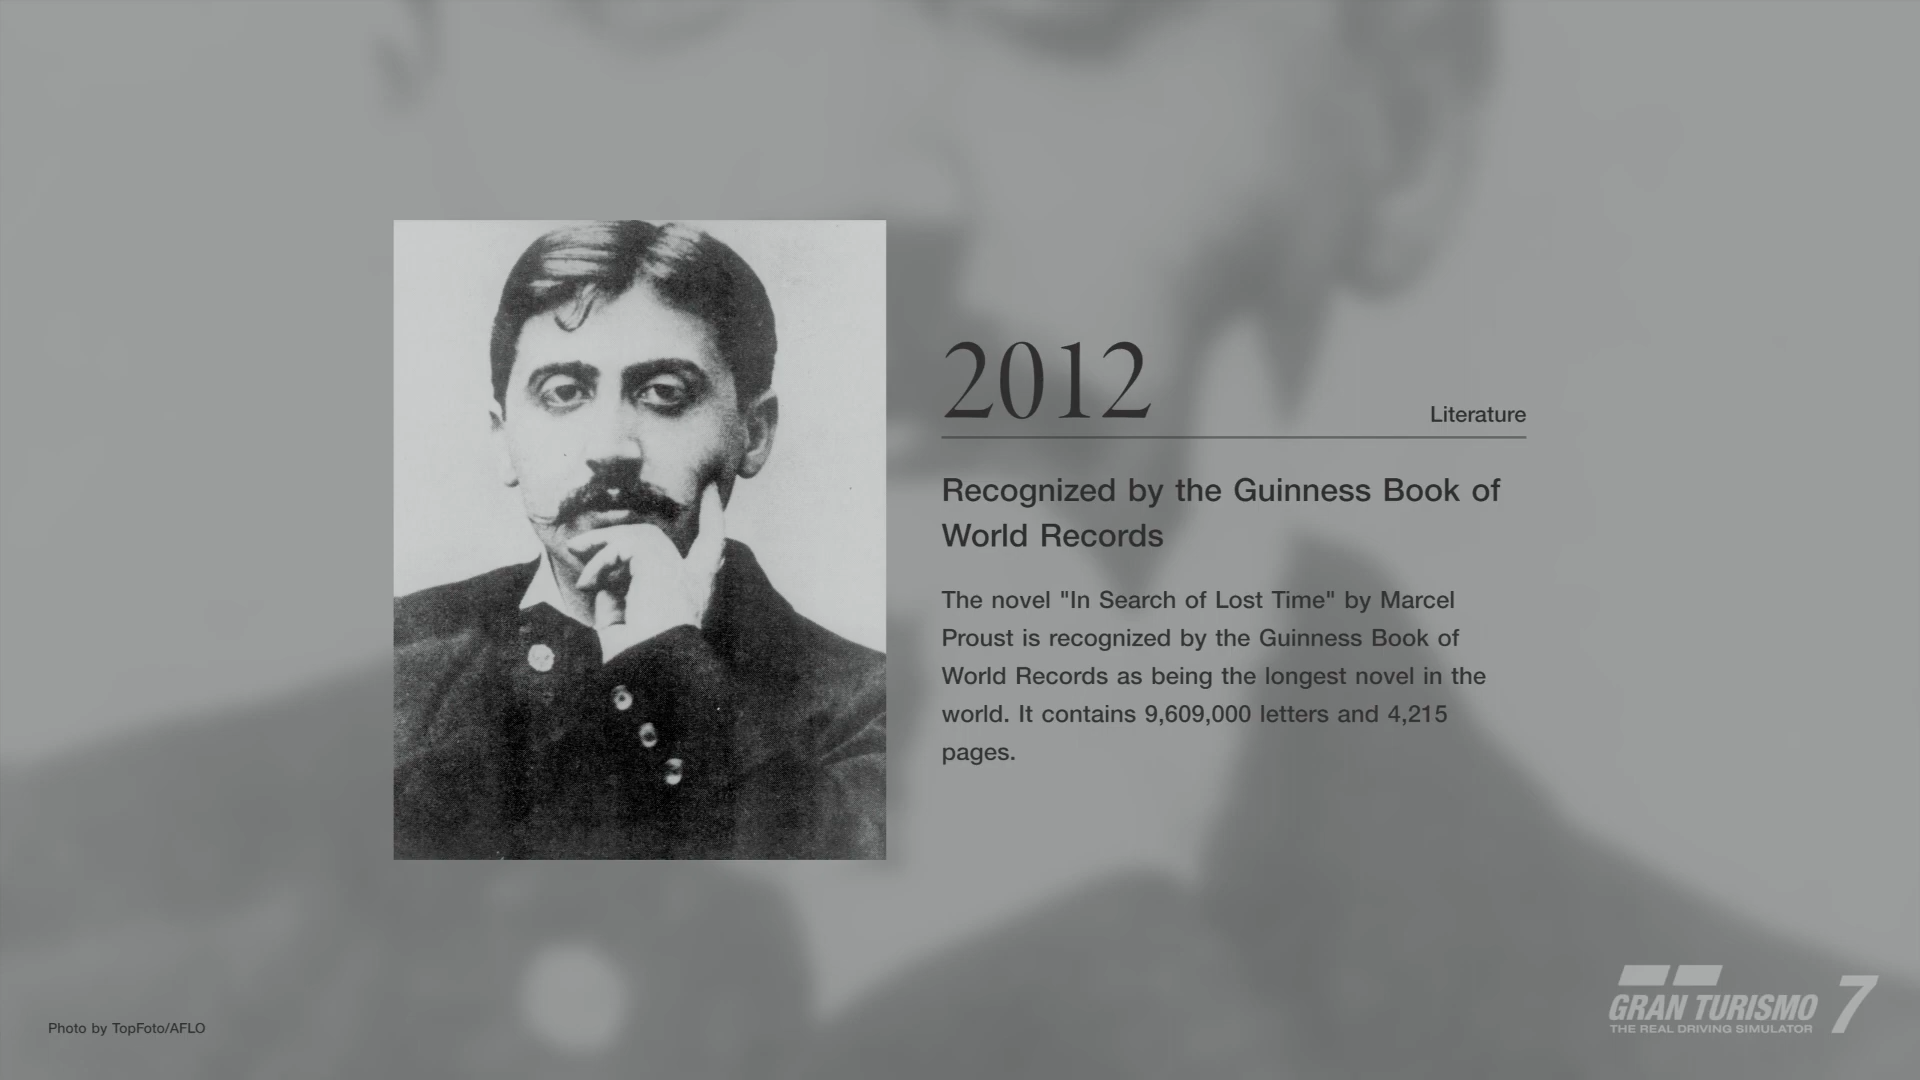 2012
Literature
Recognized by the Guinness Book of
World Records
The novel "In Search of Lost Time" by Marcel
Proust is recognized by the Guinness Book of
World Records as being the longest novel in the
world. It contains 9,609,000 letters and 4,215
pages.
Photo by TopFoto/AFLO
GRAN TURISMO 7
THE REAL DRIVING SIMULATOR